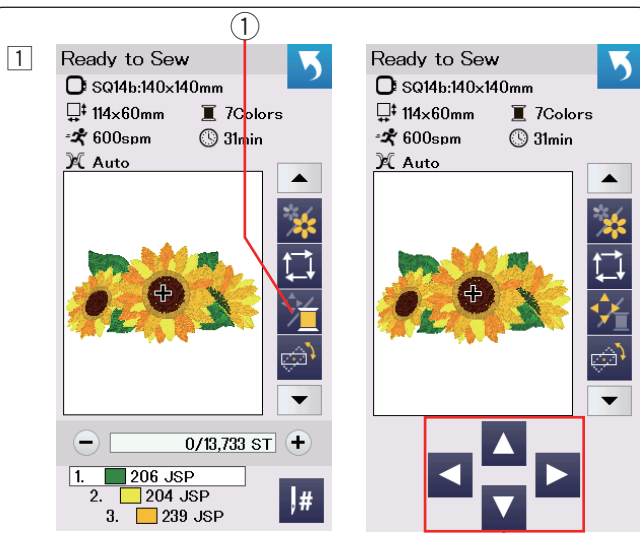 ①
1
Ready to Sew
SQ14b:140x140mm
114x60mm 7Colors
600spm 31min
Auto
0/13,733 ST
1. 206 JSP
2. 204 JSP
3. 239 JSP
#
Ready to Sew
SQ14b:140x140mm
114x60mm 7Colors
600spm 31min
Auto